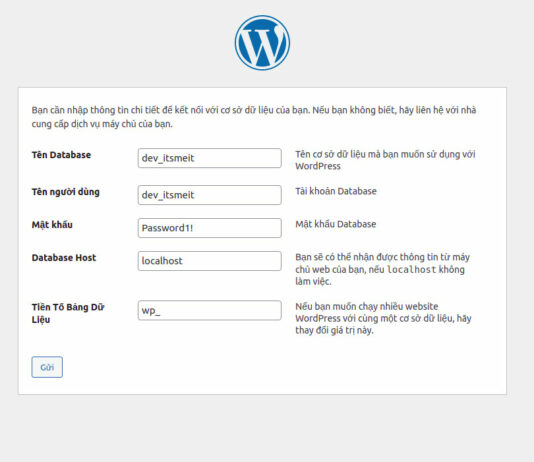 Bạn cần nhập thông tin chi tiết để kết nối với cơ sở dữ liệu của bạn. Nếu bạn không biết, hãy liên hệ với nhà
cung cấp dịch vụ máy chủ của bạn.
Tên Database
dev_itsmeit
Tên cơ sở dữ liệu mà bạn muốn sử dụng với
WordPress
Tên người dùng
dev_itsmeit
Tài khoản Database
Mật khẩu
Password1!
Mật khẩu Database
Database Host
localhost
Bạn sẽ có thể nhận được thông tin từ máy
chủ web của bạn, nếu localhost không
làm việc.
Tiền Tố Bảng Dữ
Liệu
wp_
Nếu bạn muốn chạy nhiều website
WordPress với cùng một cơ sở dữ liệu, hãy
thay đổi giá trị này.
Gửi